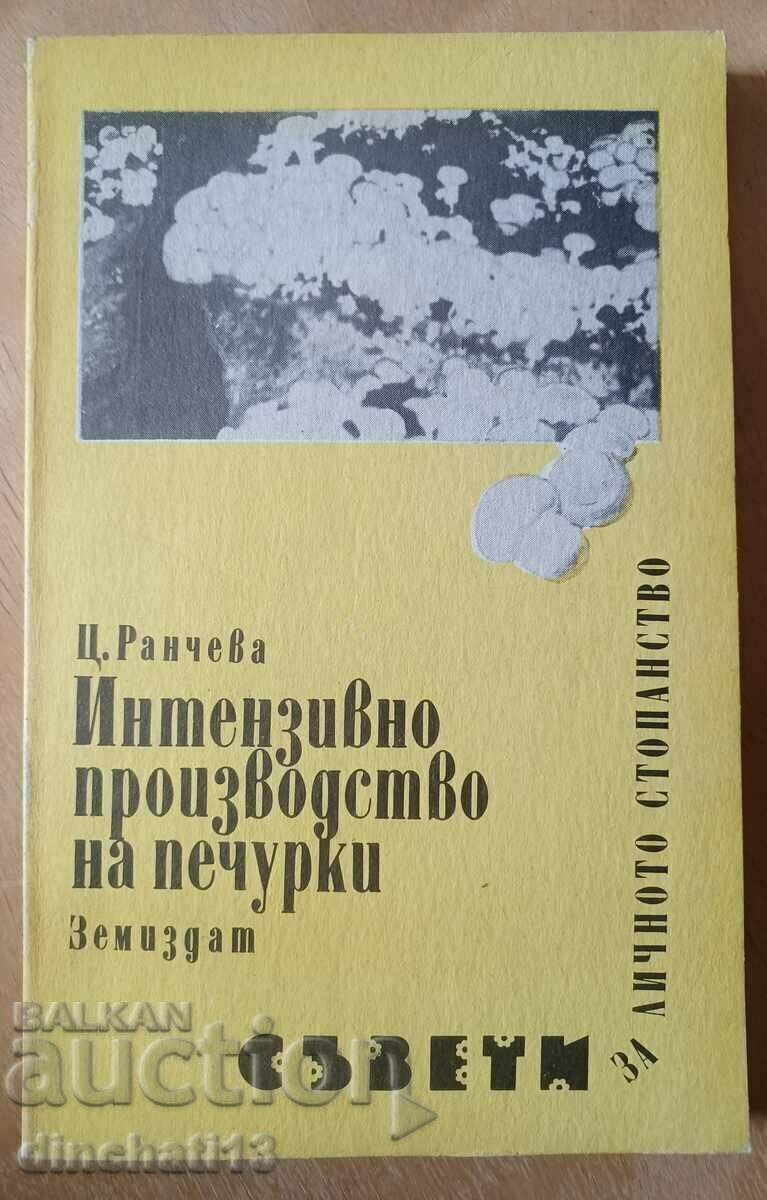 Ц. Ранчева
Интензивно
производство
на печурки
Земиздат
СЪВЕТИ
ЗА ЛИЧНОТО СТОПАНСТВО
BALKAN
auction
dinchati13